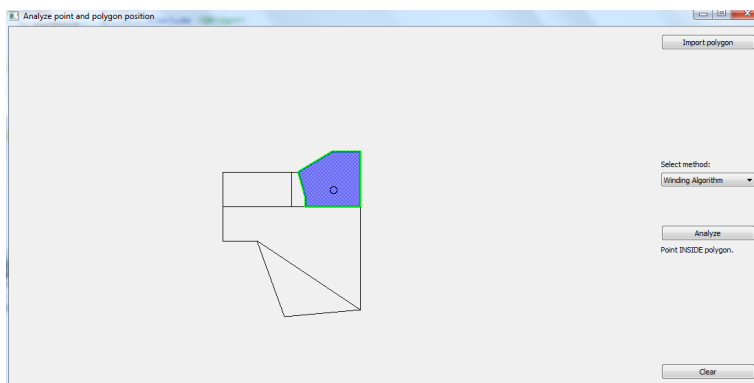 Analyze point and polygon position
Import polygon
Select method:
Winding Algorithm
Analyze
Point INSIDE polygon.
Clear